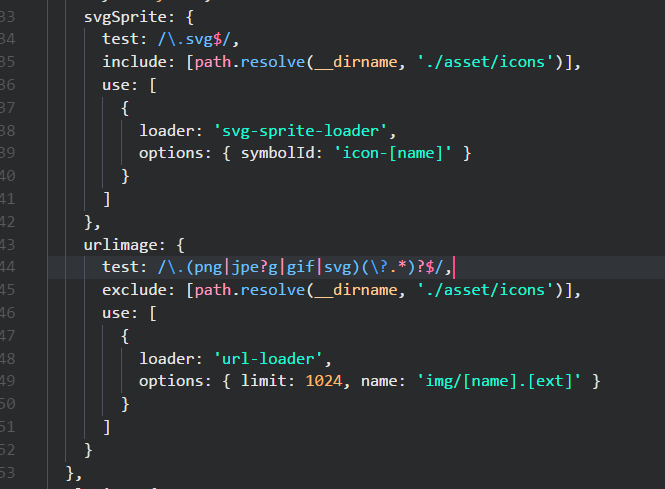 33 svgSprite: {
34 test: /\.svg$/,
35 include: [path.resolve(__dirname, './asset/icons')],
36 use: [
37 {
38 loader: 'svg-sprite-loader',
39 options: { symbolId: 'icon-[name]' }
40 }
41 ]
42 },
43 urlimage: {
44 test: /\.(png|jpe?g|gif|svg)(\?.*)?$/,
45 exclude: [path.resolve(__dirname, './asset/icons')],
46 use: [
47 {
48 loader: 'url-loader',
49 options: { limit: 1024, name: 'img/[name].[ext]' }
50 }
51 ]
52 }
53 },